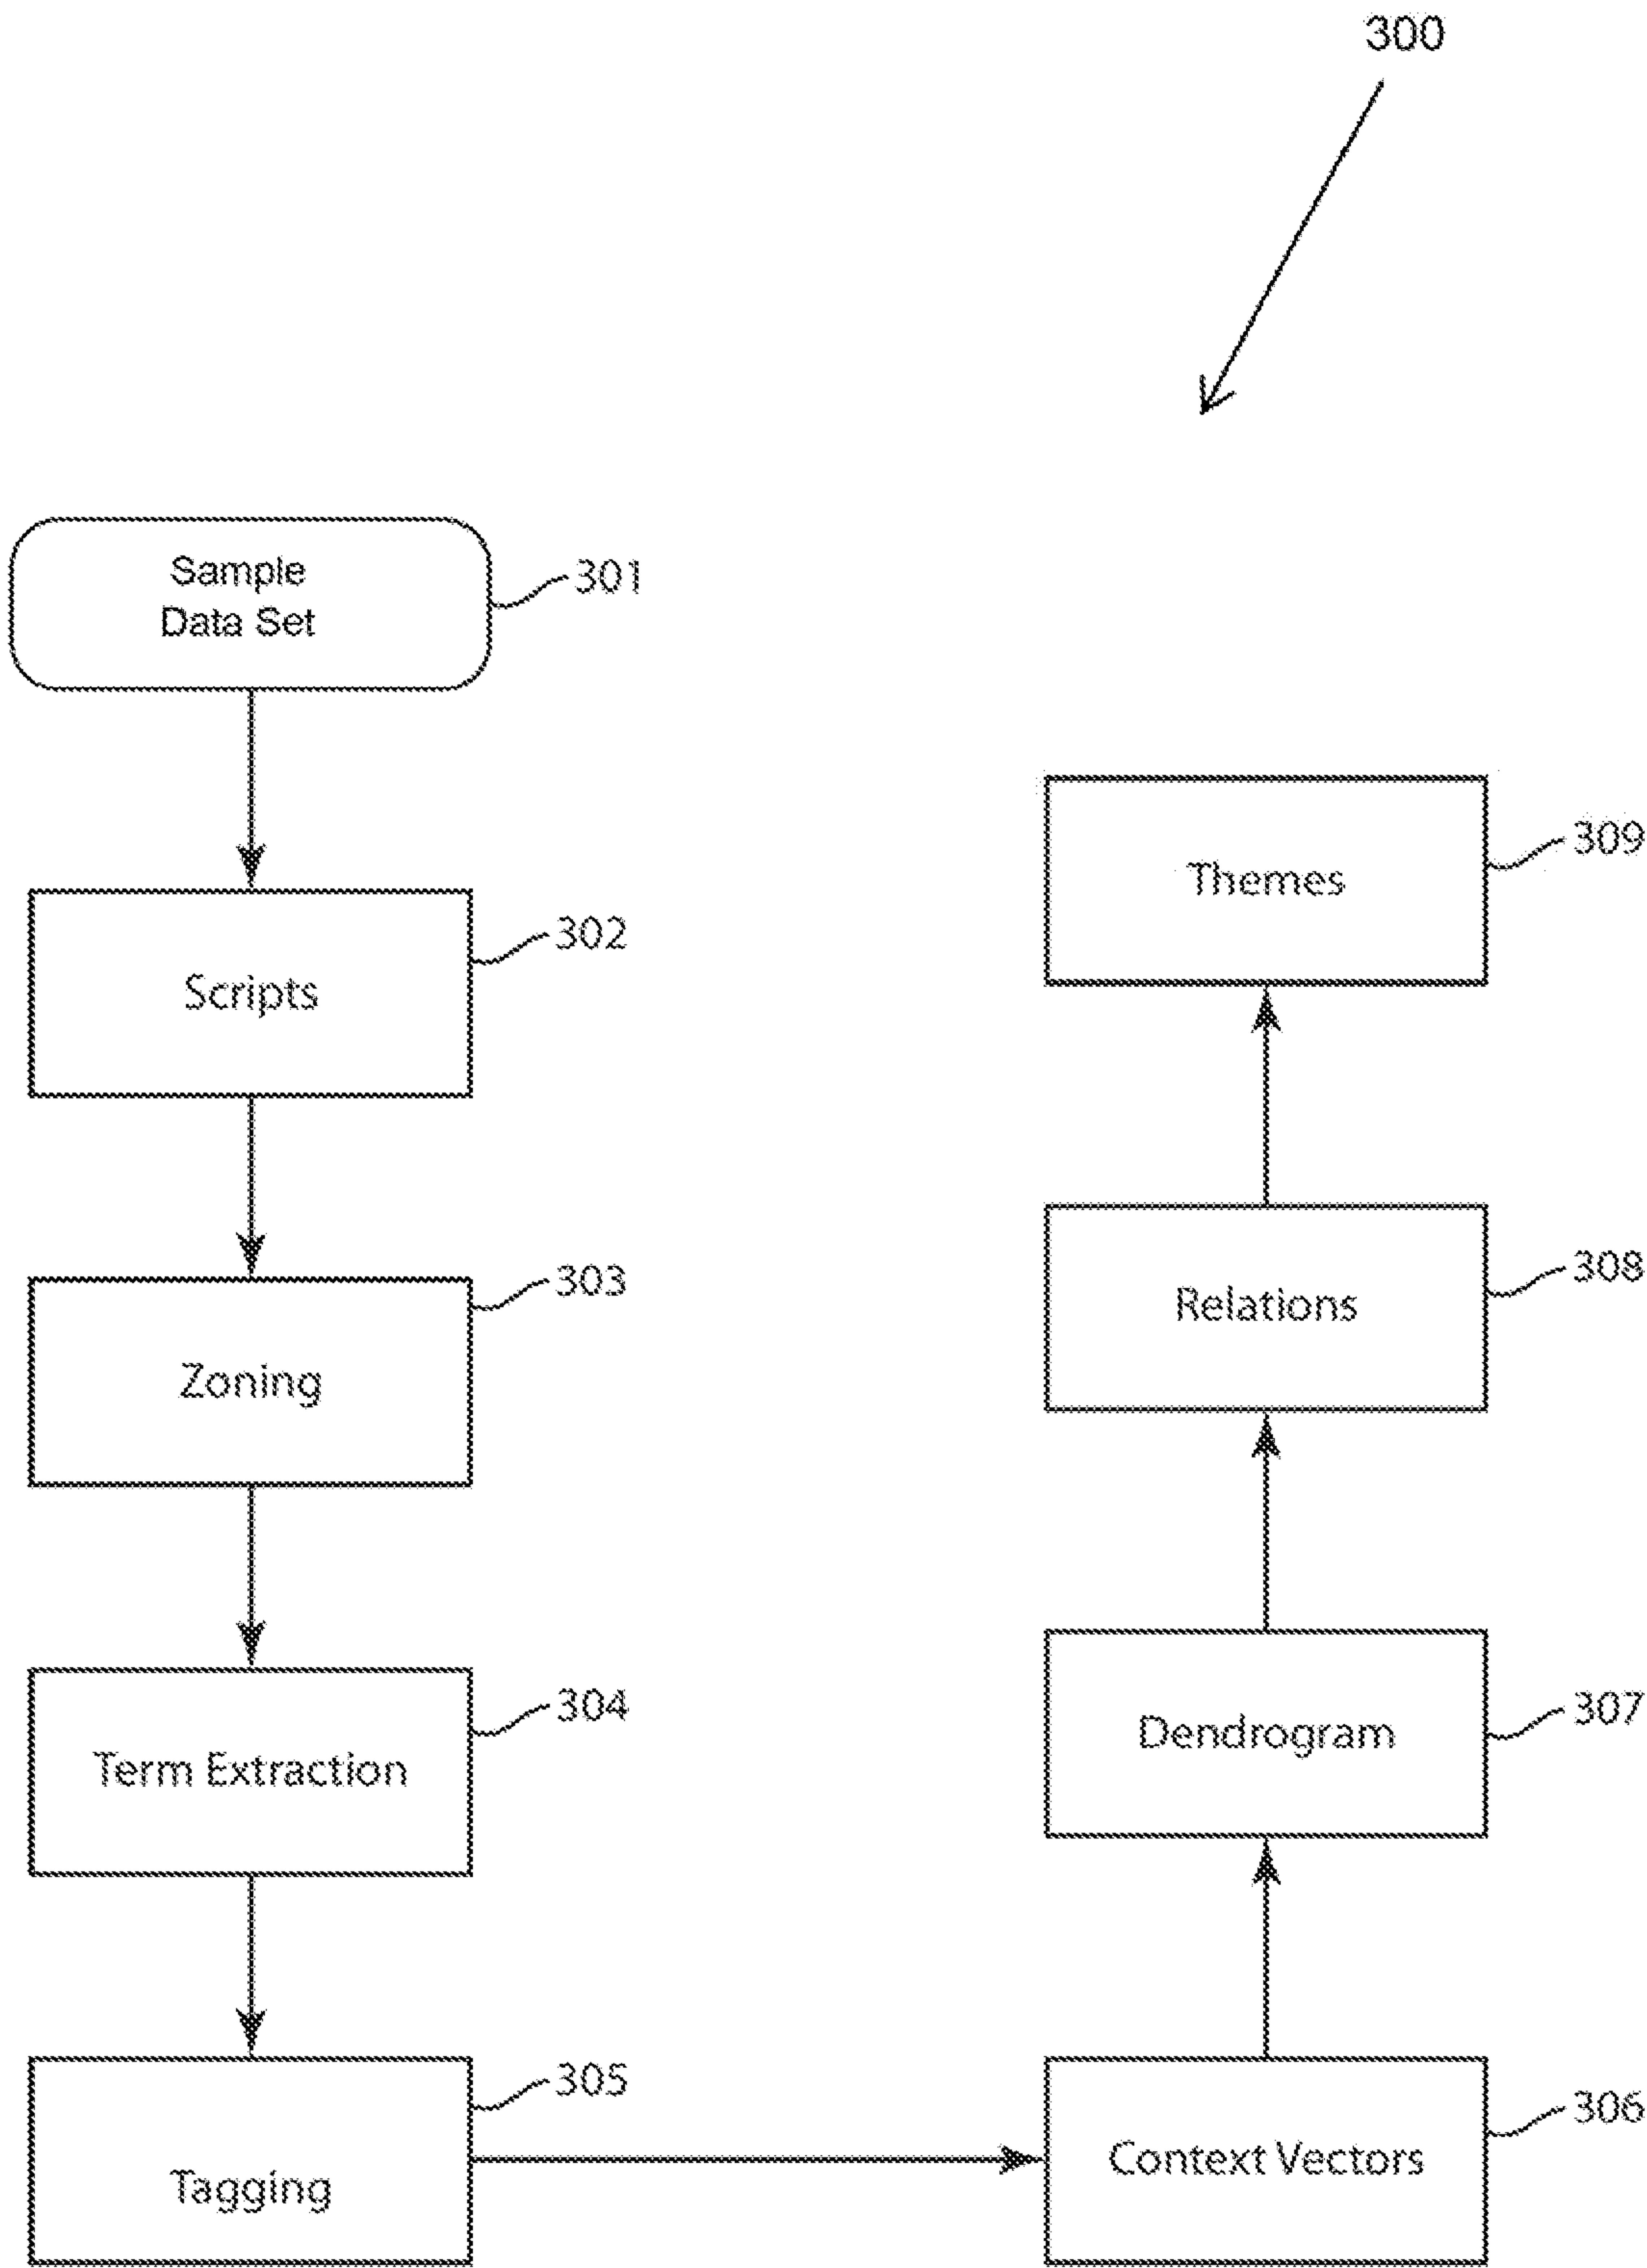 300
Sample
Data Set
301
Scripts
302
Zoning
303
Term Extraction
304
Tagging
305
Context Vectors
306
Dendrogram
307
Relations
308
Themes
309